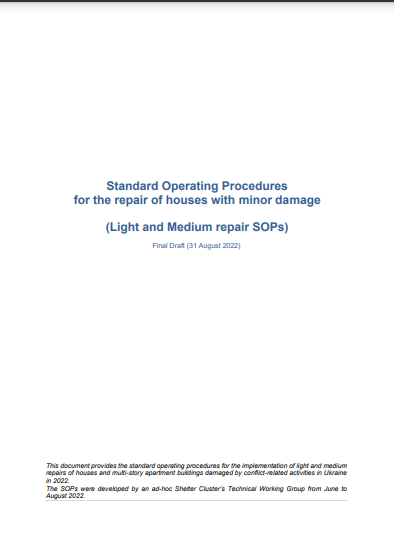 Standard Operating Procedures
for the repair of houses with minor damage
(Light and Medium repair SOPs)
Final Draft (31 August 2022)
This document provides the standard operating procedures for the implementation of light and medium
repairs of houses and multi-story apartment buildings damaged by conflict-related activities in Ukraine
in 2022.
The SOPs were developed by an ad-hoc Shelter Cluster's Technical Working Group from June to
August 2022.